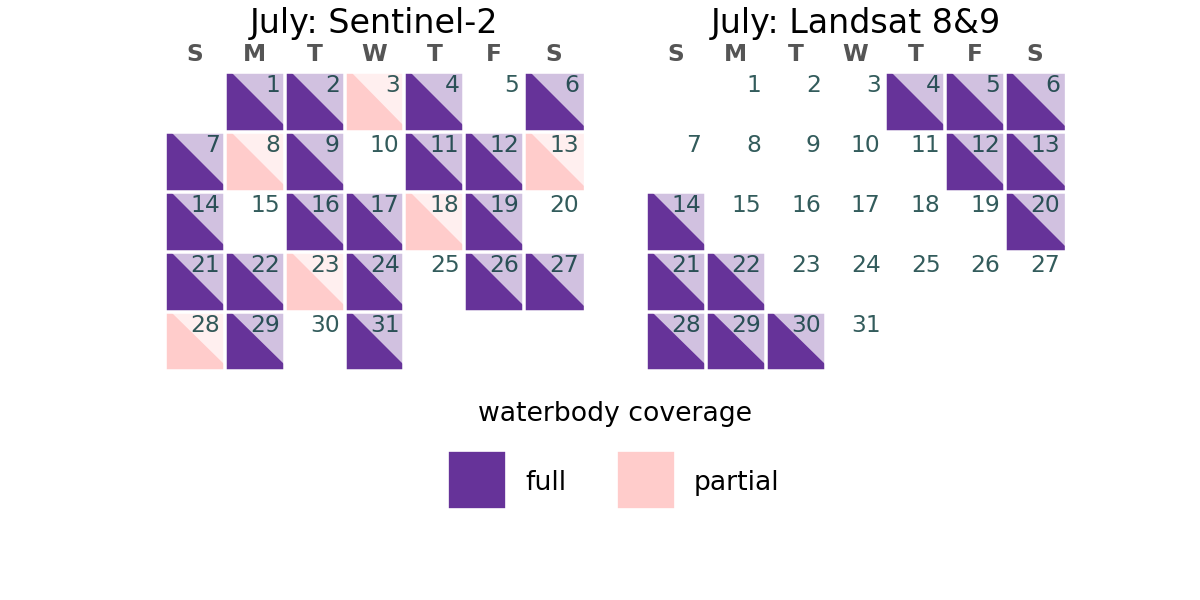 July: Sentinel-2
S M T W T F S
1 2 3 4 5 6
7 8 9 10 11 12 13
14 15 16 17 18 19 20
21 22 23 24 25 26 27
28 29 30 31
July: Landsat 8&9
S M T W T F S
1 2 3 4 5 6
7 8 9 10 11 12 13
14 15 16 17 18 19 20
21 22 23 24 25 26 27
28 29 30 31
waterbody coverage
full partial